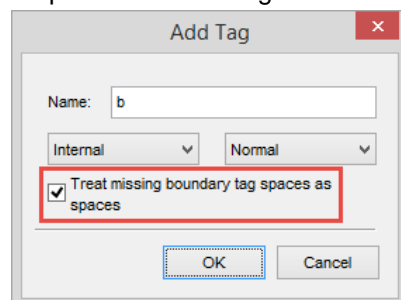 Add Tag
Name: b
Internal Normal
Treat missing boundary tag spaces as
spaces
OK Cancel